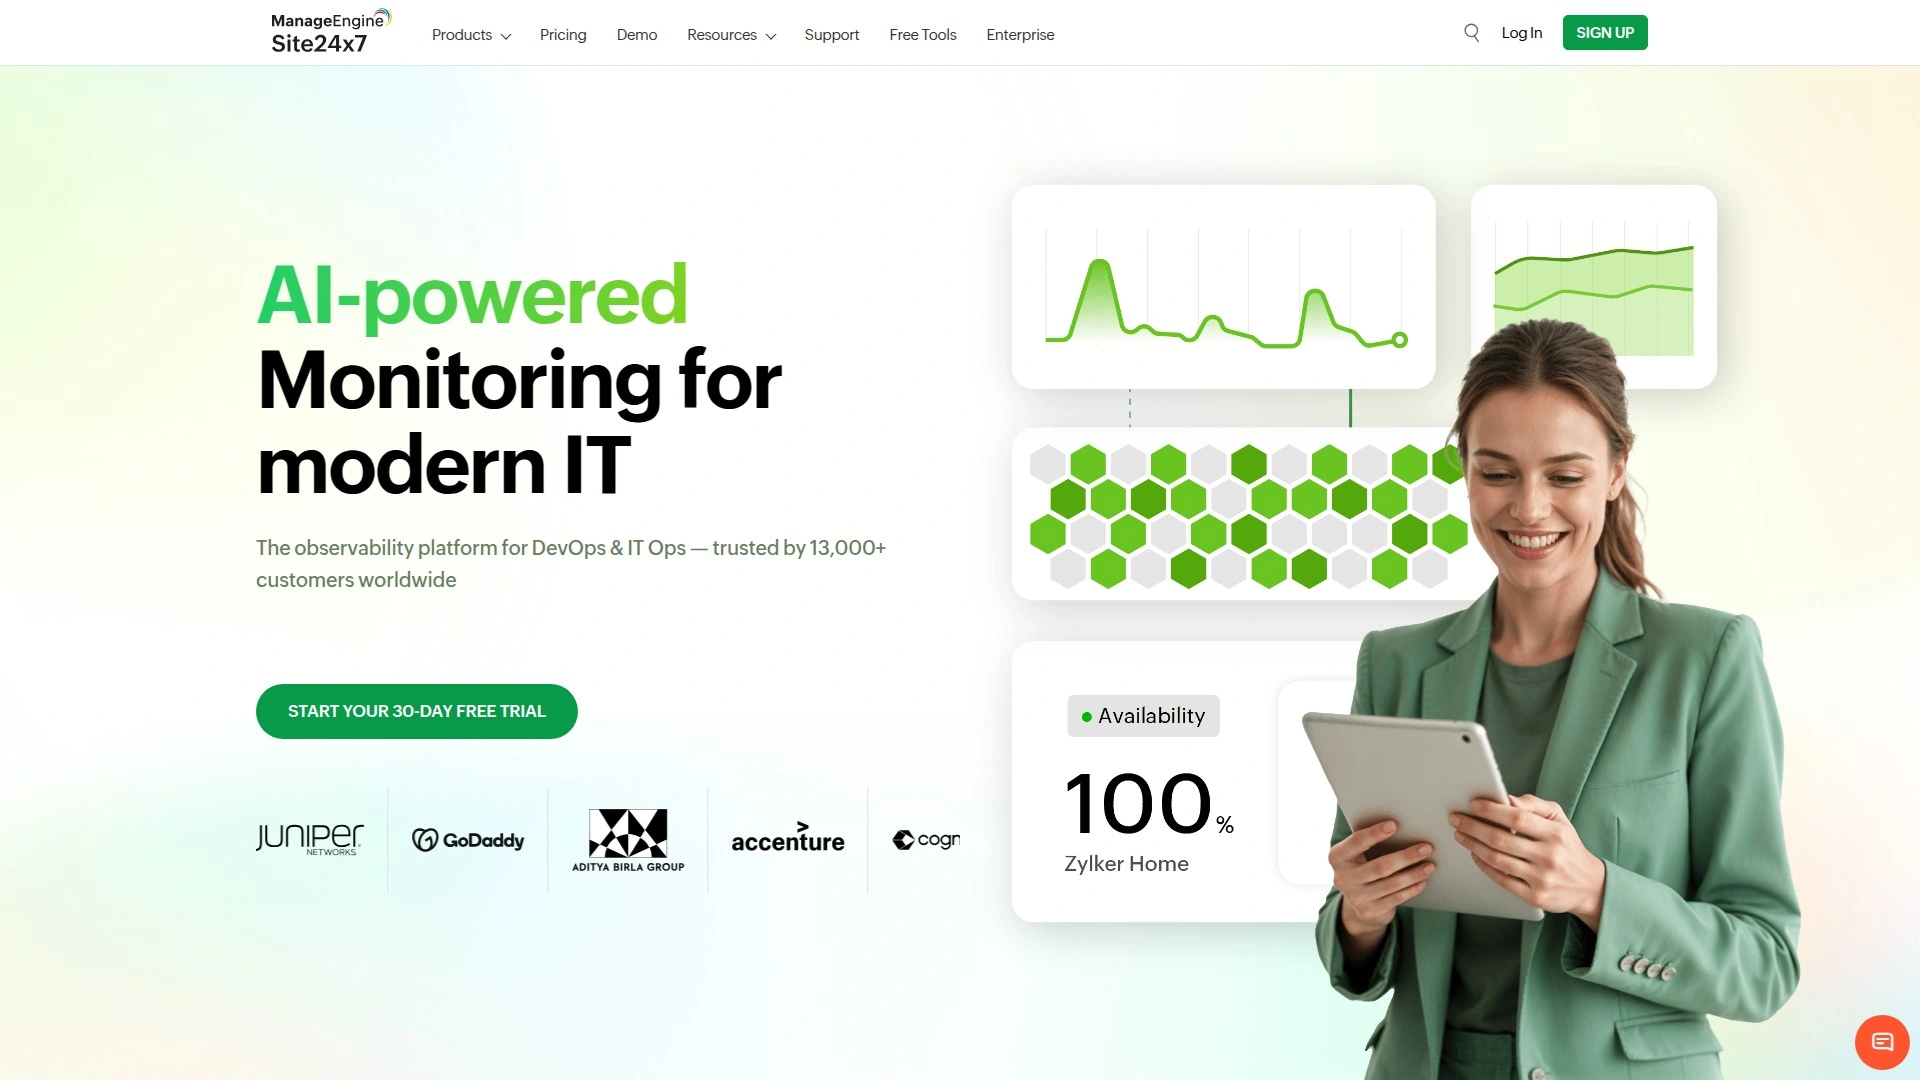 ManageEngine
Site24x7
Products
Pricing
Demo
Resources
Support
Free Tools
Enterprise
Log In
SIGN UP
AI-powered
Monitoring for
modern IT
The observability platform for DevOps & IT Ops — trusted by 13,000+
customers worldwide
START YOUR 30-DAY FREE TRIAL
JUNIPER
NETWORKS
GoDaddy
ADITYA BIRLA GROUP
accenture
cogn
Availability
100%
Zylker Home